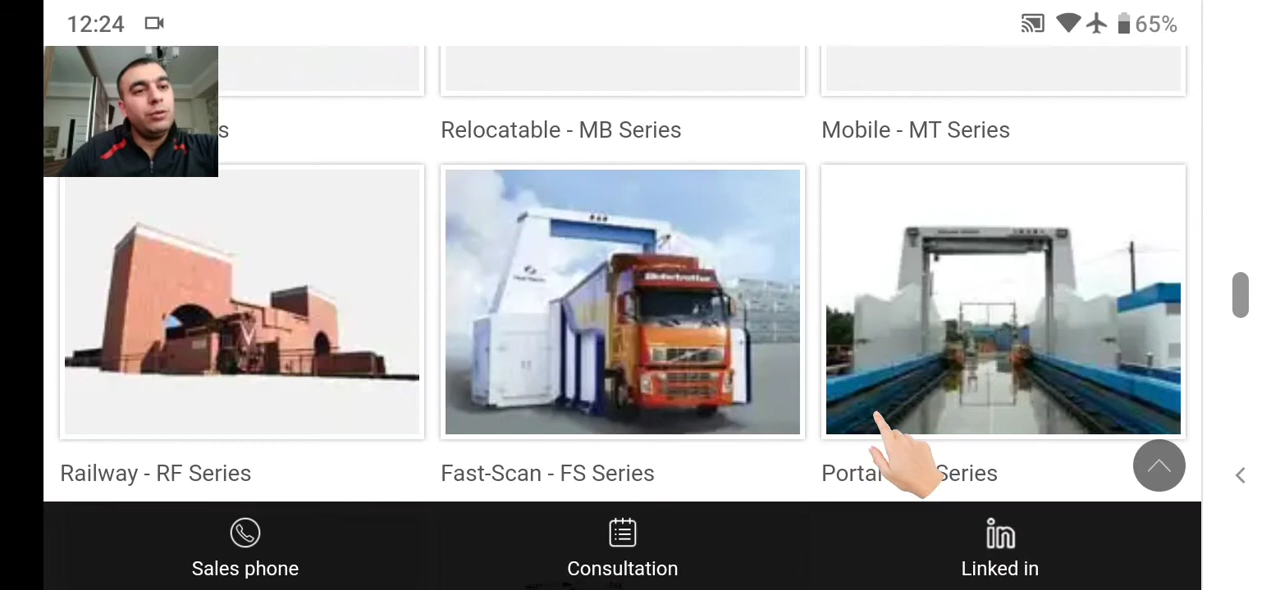 12:24
65%
s
Relocatable - MB Series
Mobile - MT Series
Railway - RF Series
Fast-Scan - FS Series
Portal Series
Sales phone
Consultation
Linked in